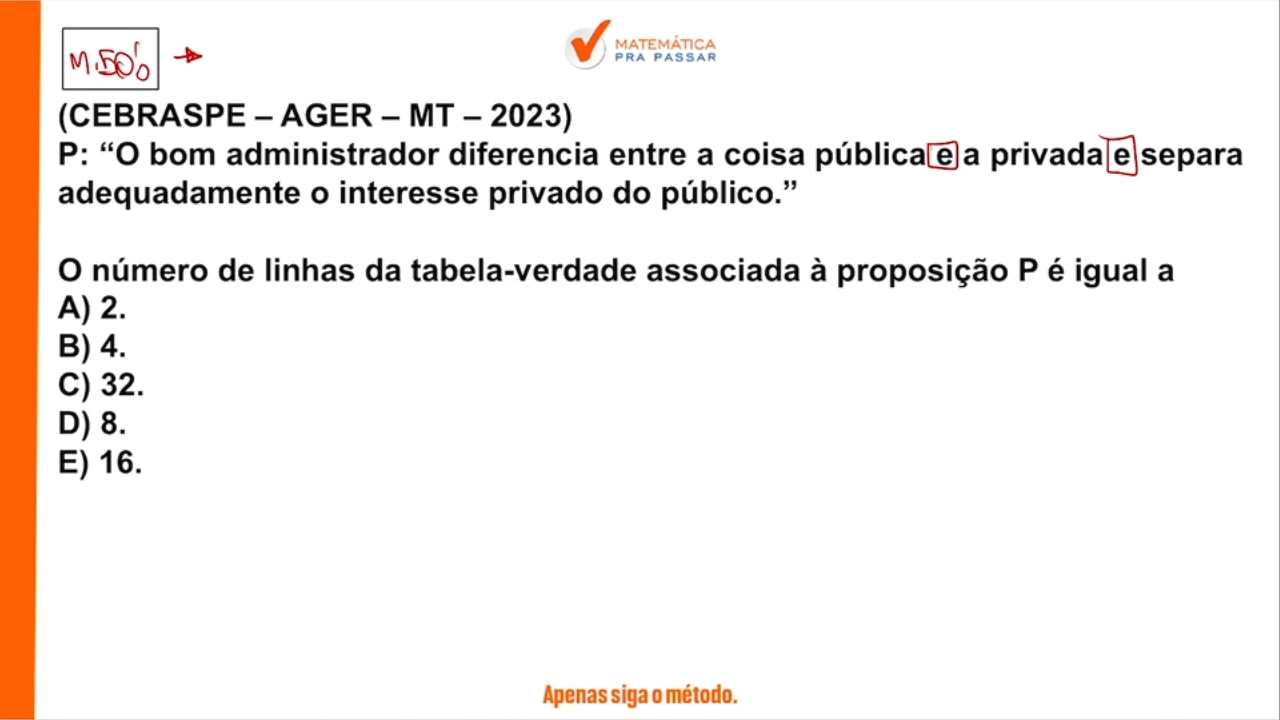 M.50%
MATEMÁTICA
PRA PASSAR
(CEBRASPE – AGER – MT – 2023)
P: “O bom administrador diferencia entre a coisa pública e a privada e separa
adequadamente o interesse privado do público.”
O número de linhas da tabela-verdade associada à proposição P é igual a
A) 2.
B) 4.
C) 32.
D) 8.
E) 16.
Apenas siga o método.